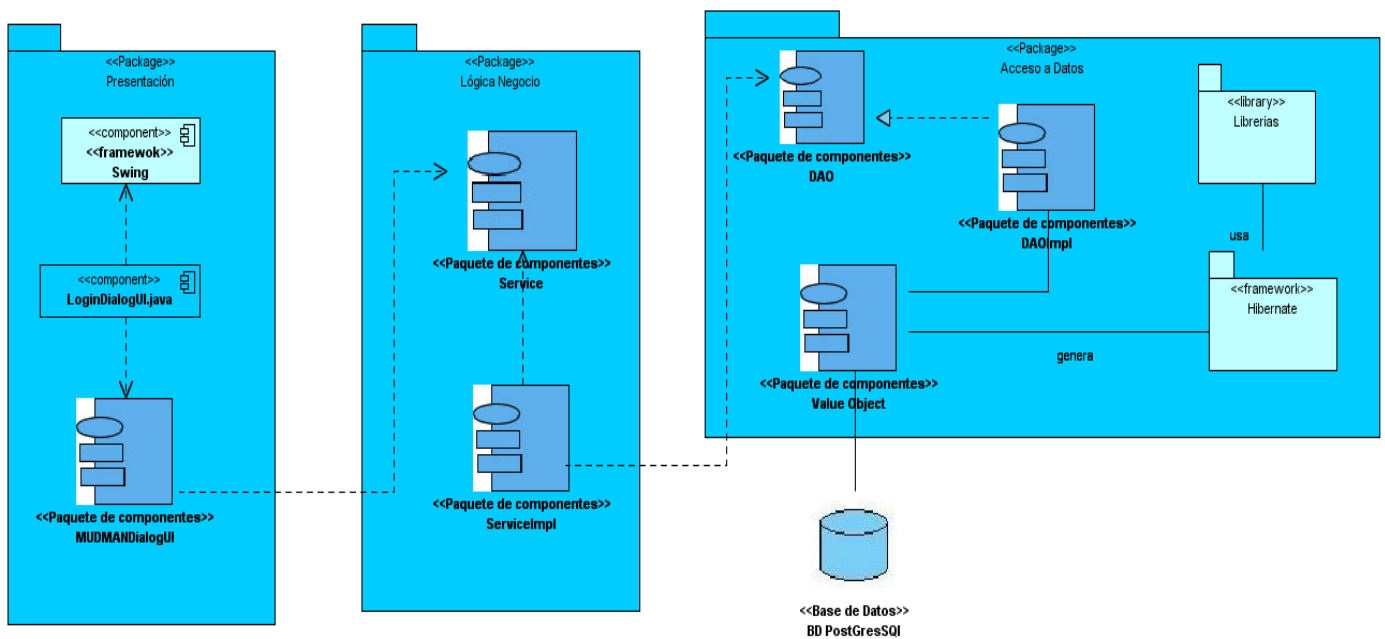 <<Package>>
Presentación
<<component>>
<<framewok>>
Swing
<<component>>
LoginDialogUI.java
<<Paquete de componentes>>
MUDMANDialogUI
<<Package>>
Lógica Negocio
<<Paquete de componentes>>
Service
<<Paquete de componentes>>
ServiceImpl
<<Package>>
Acceso a Datos
<<Paquete de componentes>>
DAO
<<Paquete de componentes>>
DAOImpl
<<library>>
Librerias
usa
<<framework>>
Hibernate
genera
<<Paquete de componentes>>
Value Object
<<Base de Datos>>
BD PostGresSQl